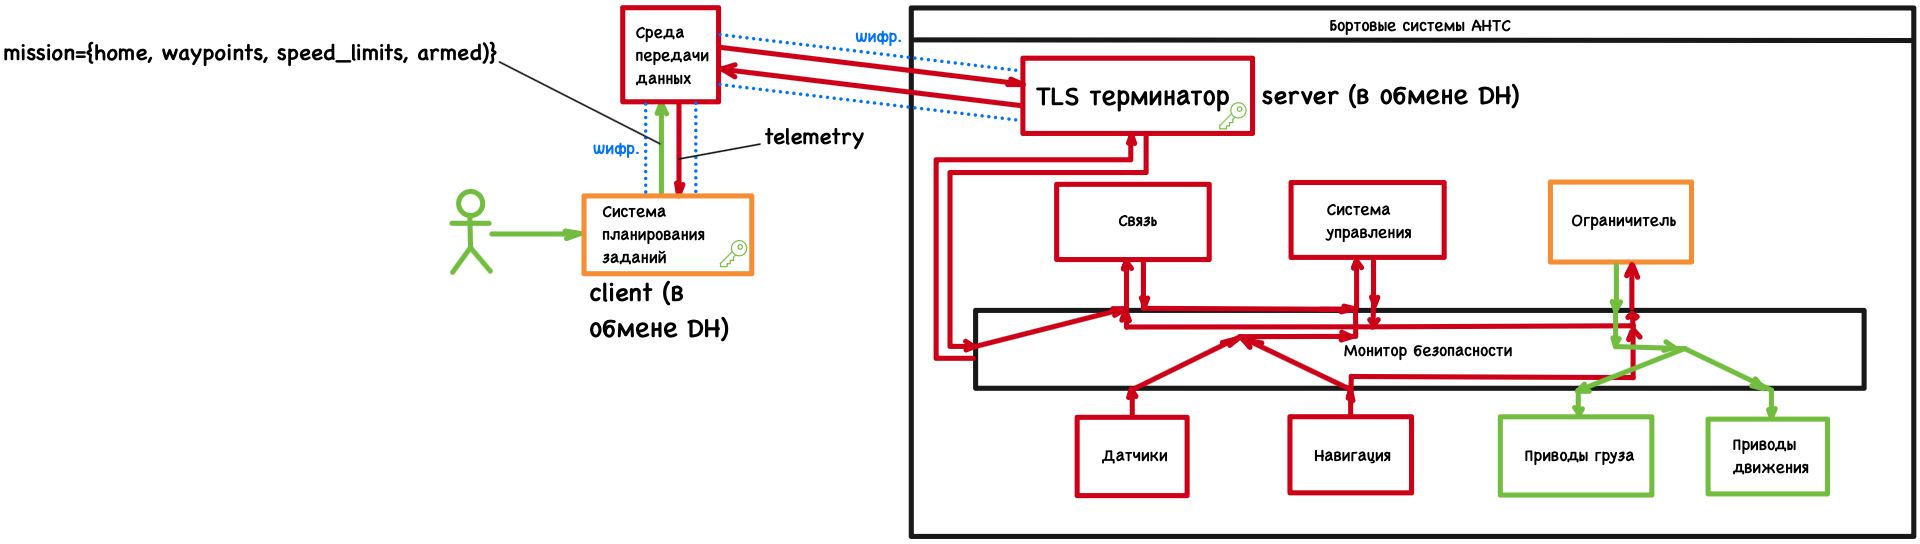 Бортовые системы АНТС
mission={home, waypoints, speed_limits, armed)}
Среда
передачи
данных
шифр.
TLS терминатор
server (в обмене DH)
шифр.
telemetry
Система
планирования
заданий
client (в
обмене DH)
Связь
Система
управления
Ограничитель
Монитор безопасности
Датчики
Навигация
Приводы груза
Приводы
движения